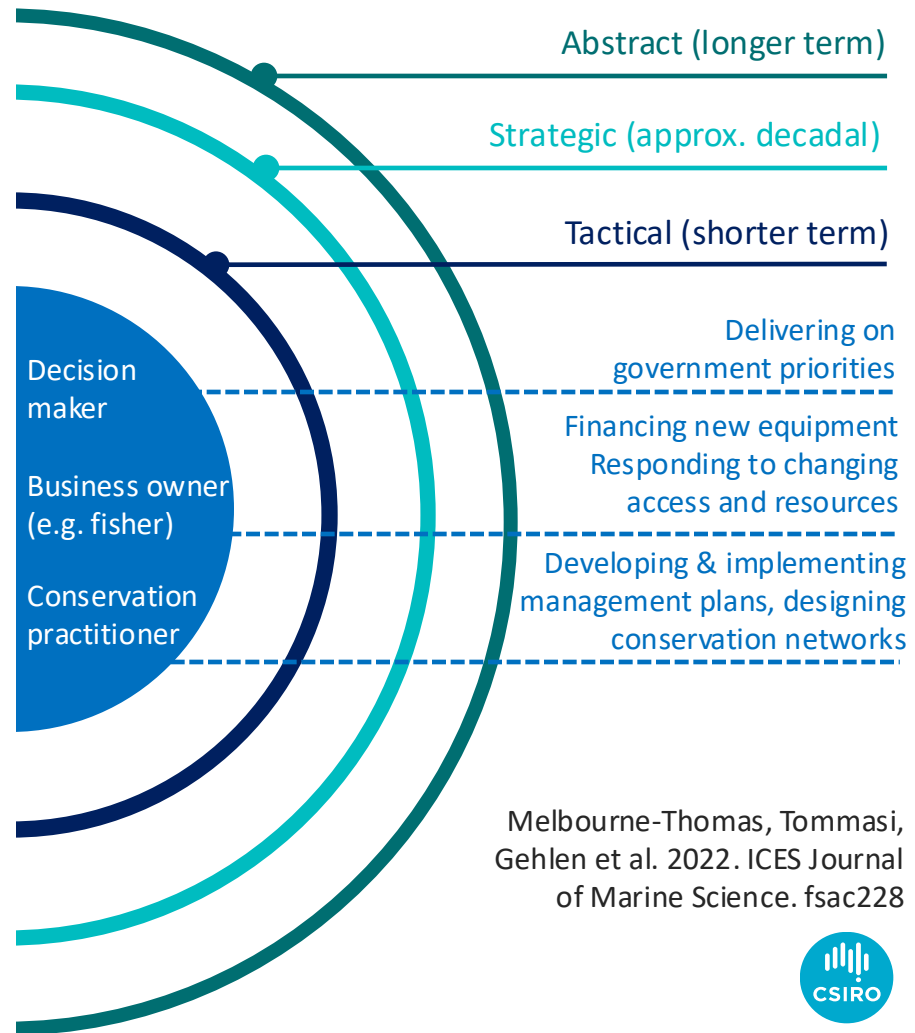 Abstract (longer term)
Strategic (approx. decadal)
Tactical (shorter term)
Decision
maker
Business owner
(e.g. fisher)
Conservation
practitioner
Delivering on
government priorities
Financing new equipment
Responding to changing
access and resources
Developing & implementing
management plans, designing
conservation networks
Melbourne-Thomas, Tommasi,
Gehlen et al. 2022. ICES Journal
of Marine Science. fsac228
CSIRO